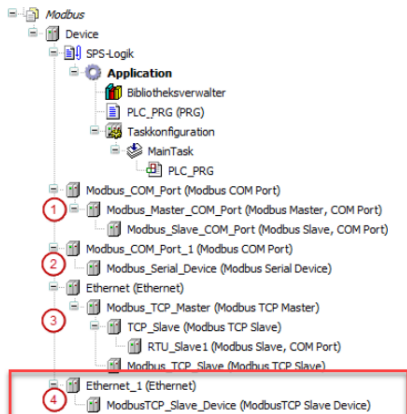 Modbus
Device
SPS-Logik
Application
Bibliotheksverwalter
PLC_PRG (PRG)
Taskkonfiguration
MainTask
PLC_PRG
Modbus_COM_Port (Modbus COM Port)
1 Modbus_Master_COM_Port (Modbus Master, COM Port)
Modbus_Slave_COM_Port (Modbus Slave, COM Port)
Modbus_COM_Port_1 (Modbus COM Port)
2 Modbus_Serial_Device (Modbus Serial Device)
Ethernet (Ethernet)
Modbus_TCP_Master (Modbus TCP Master)
3 TCP_Slave (Modbus TCP Slave)
RTU_Slave1 (Modbus Slave, COM Port)
Modbus_TCP_Slave (Modbus TCP Slave)
Ethernet_1 (Ethernet)
4 ModbusTCP_Slave_Device (ModbusTCP Slave Device)